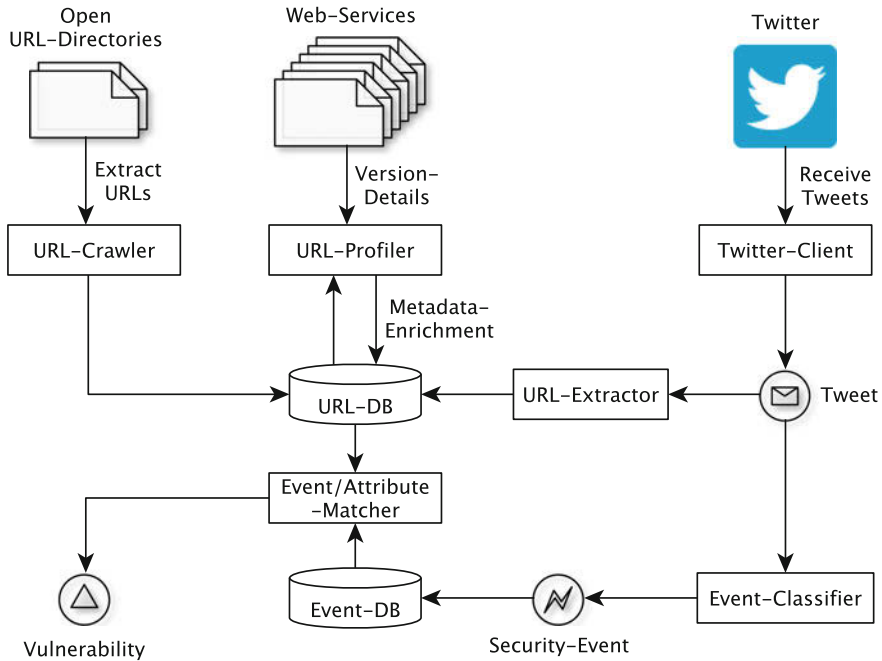 Open
URL-Directories
Web-Services
Twitter
Extract
URLs
Version-
Details
Receive
Tweets
URL-Crawler
URL-Profiler
Twitter-Client
Metadata-
Enrichment
URL-DB
URL-Extractor
Tweet
Event/Attribute
-Matcher
Event-DB
Event-Classifier
Security-Event
Vulnerability